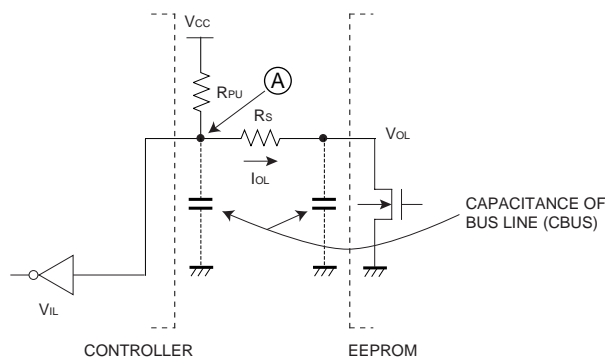 VCC
A
RPU
RS
VOL
IOL
CAPACITANCE OF
BUS LINE (CBUS)
VIL
CONTROLLER
EEPROM